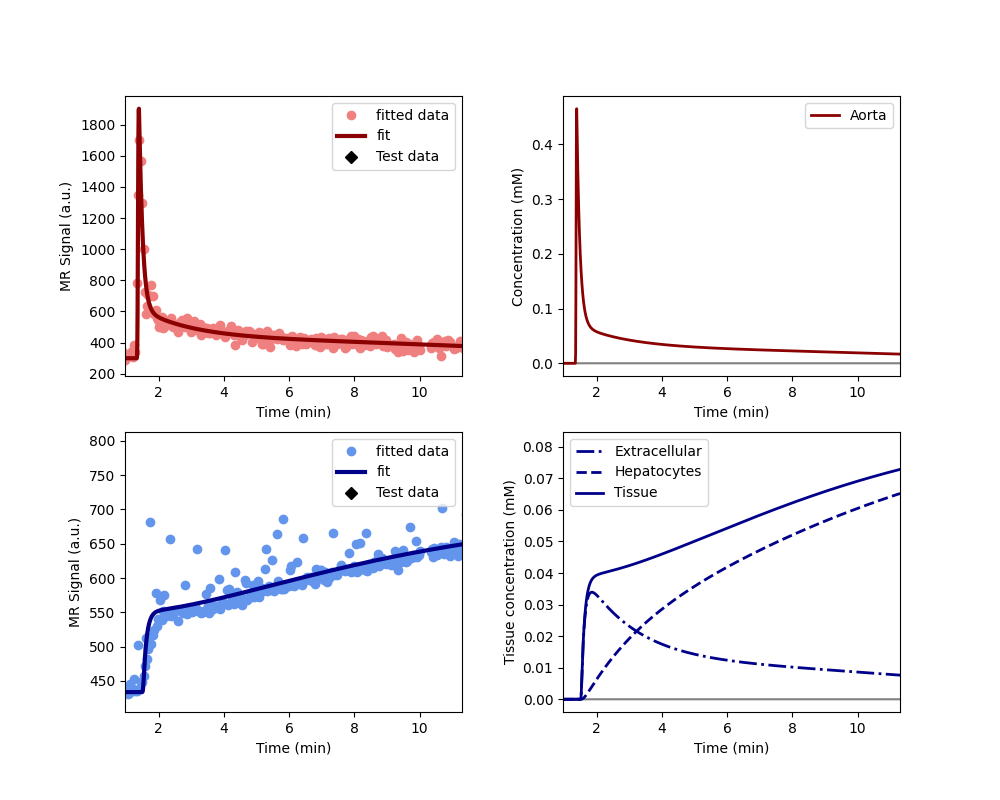 MR Signal (a.u.)
1800
1600
1400
1200
1000
800
600
400
200
2 4 6 8 10
Time (min)
fitted data
fit
Test data
Concentration (mM)
0.4
0.3
0.2
0.1
0.0
2 4 6 8 10
Time (min)
Aorta
MR Signal (a.u.)
800
750
700
650
600
550
500
450
2 4 6 8 10
Time (min)
fitted data
fit
Test data
Tissue concentration (mM)
0.08
0.07
0.06
0.05
0.04
0.03
0.02
0.01
0.00
2 4 6 8 10
Time (min)
Extracellular
Hepatocytes
Tissue